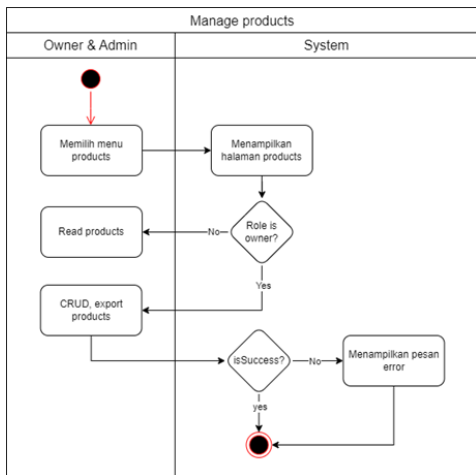 Manage products
Owner & Admin
System
Memilih menu
products
Menampilkan
halaman products
Read products
No
Role is
owner?
Yes
CRUD, export
products
isSuccess?
No
Menampilkan pesan
error
yes